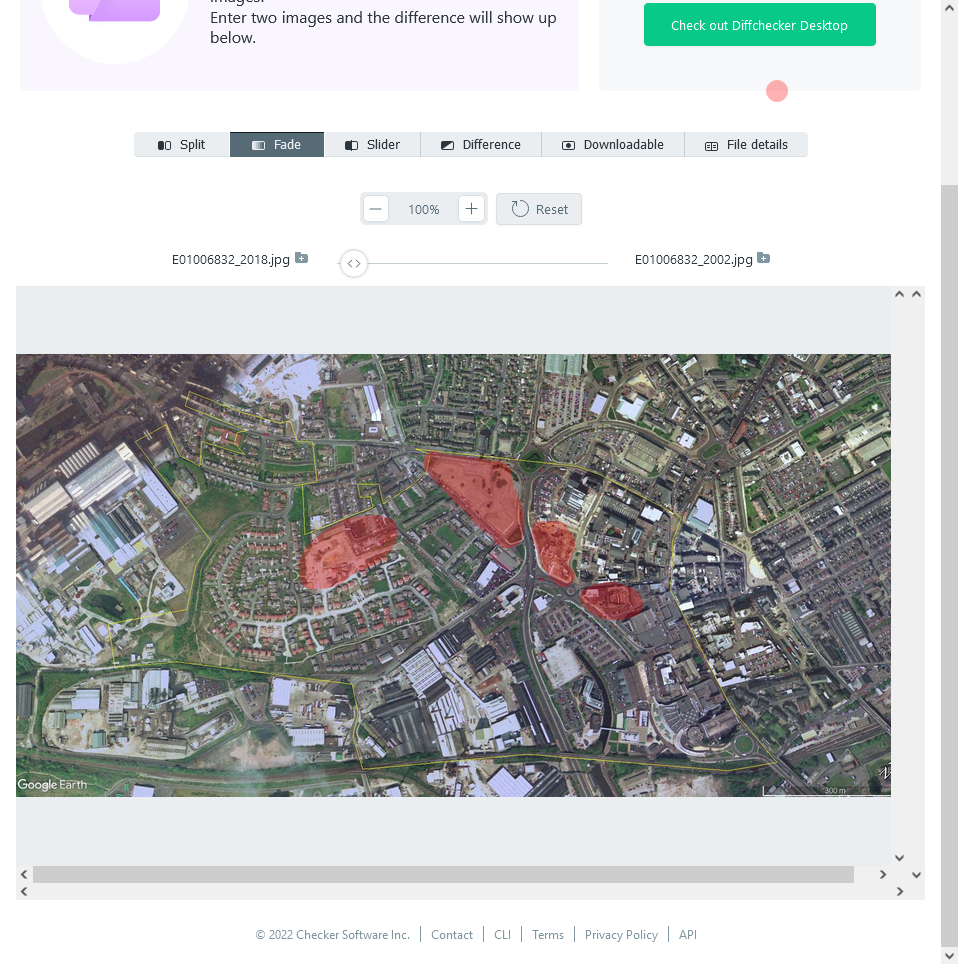 Enter two images and the difference will show up
below.
Check out Diffchecker Desktop
Split
Fade
Slider
Difference
Downloadable
File details
100%
Reset
E01006832_2018.jpg
E01006832_2002.jpg
Google Earth
300 m
© 2022 Checker Software Inc.
Contact
CLI
Terms
Privacy Policy
API